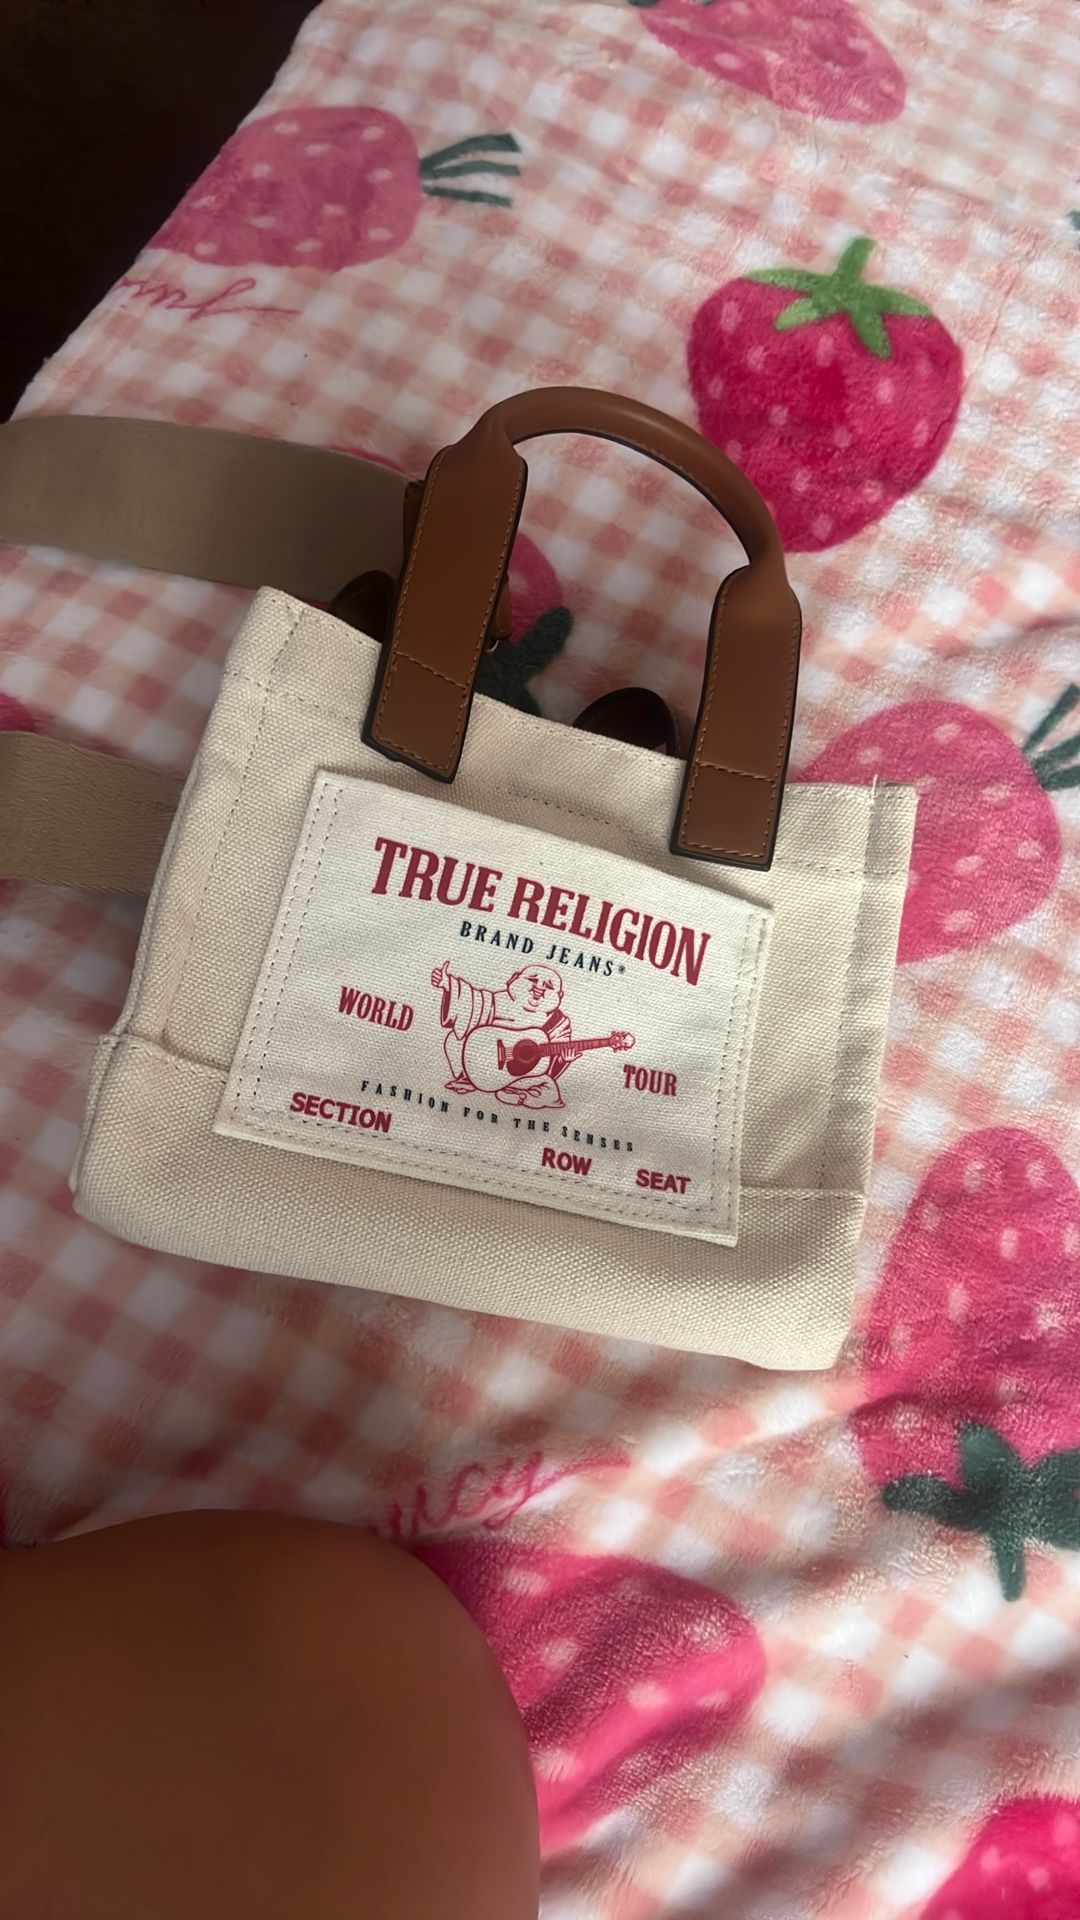 TRUE RELIGION
BRAND JEANS®
WORLD
TOUR
FASHION FOR THE SENSES
SECTION
ROW SEAT